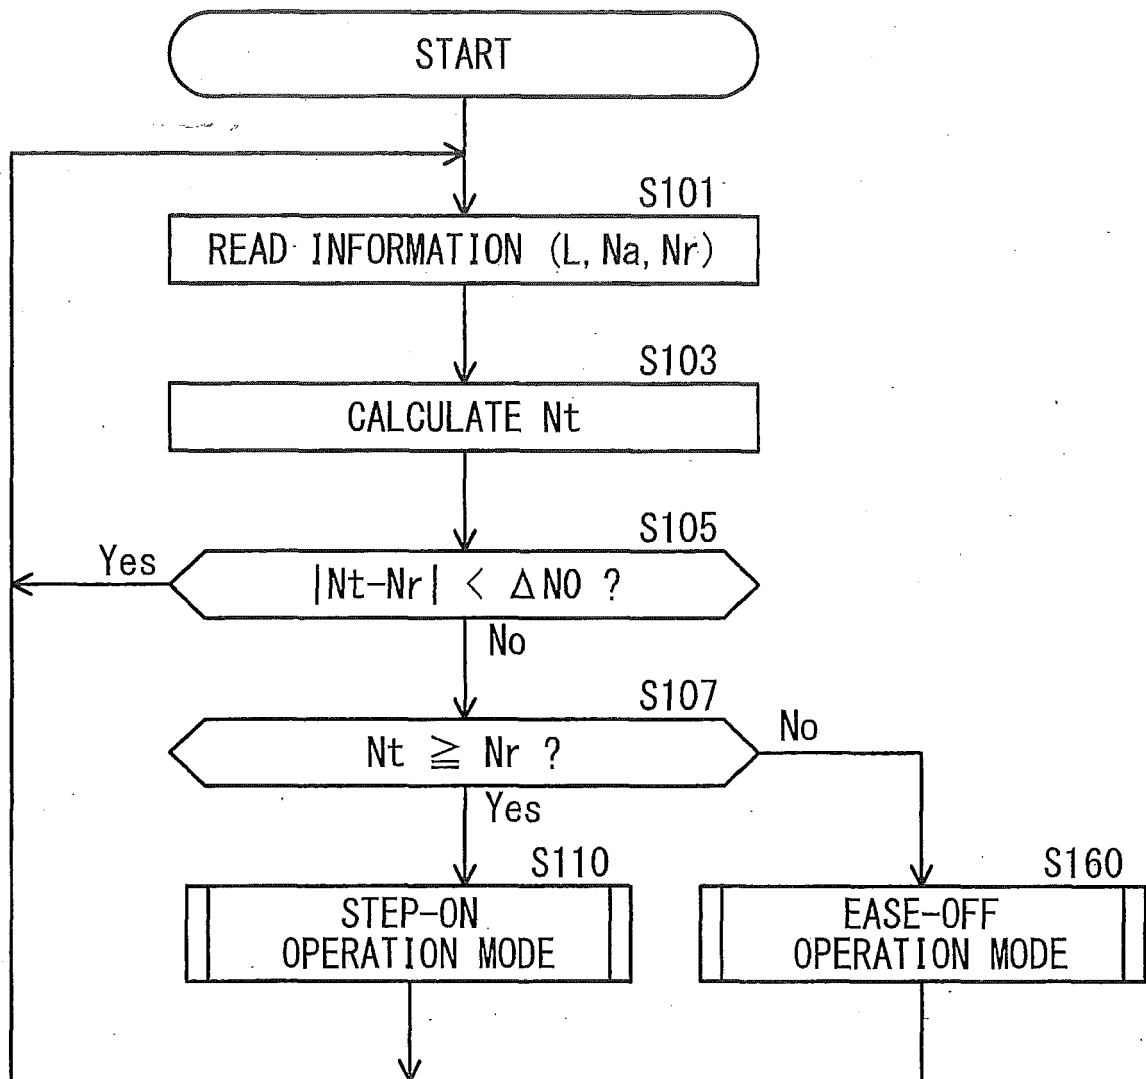 START
S101
READ INFORMATION (L, Na, Nr)
S103
CALCULATE Nt
S105
Yes
|Nt-Nr| < ΔN0 ?
No
S107
Nt ≧ Nr ?
No
Yes
S110
STEP-ON
OPERATION MODE
S160
EASE-OFF
OPERATION MODE